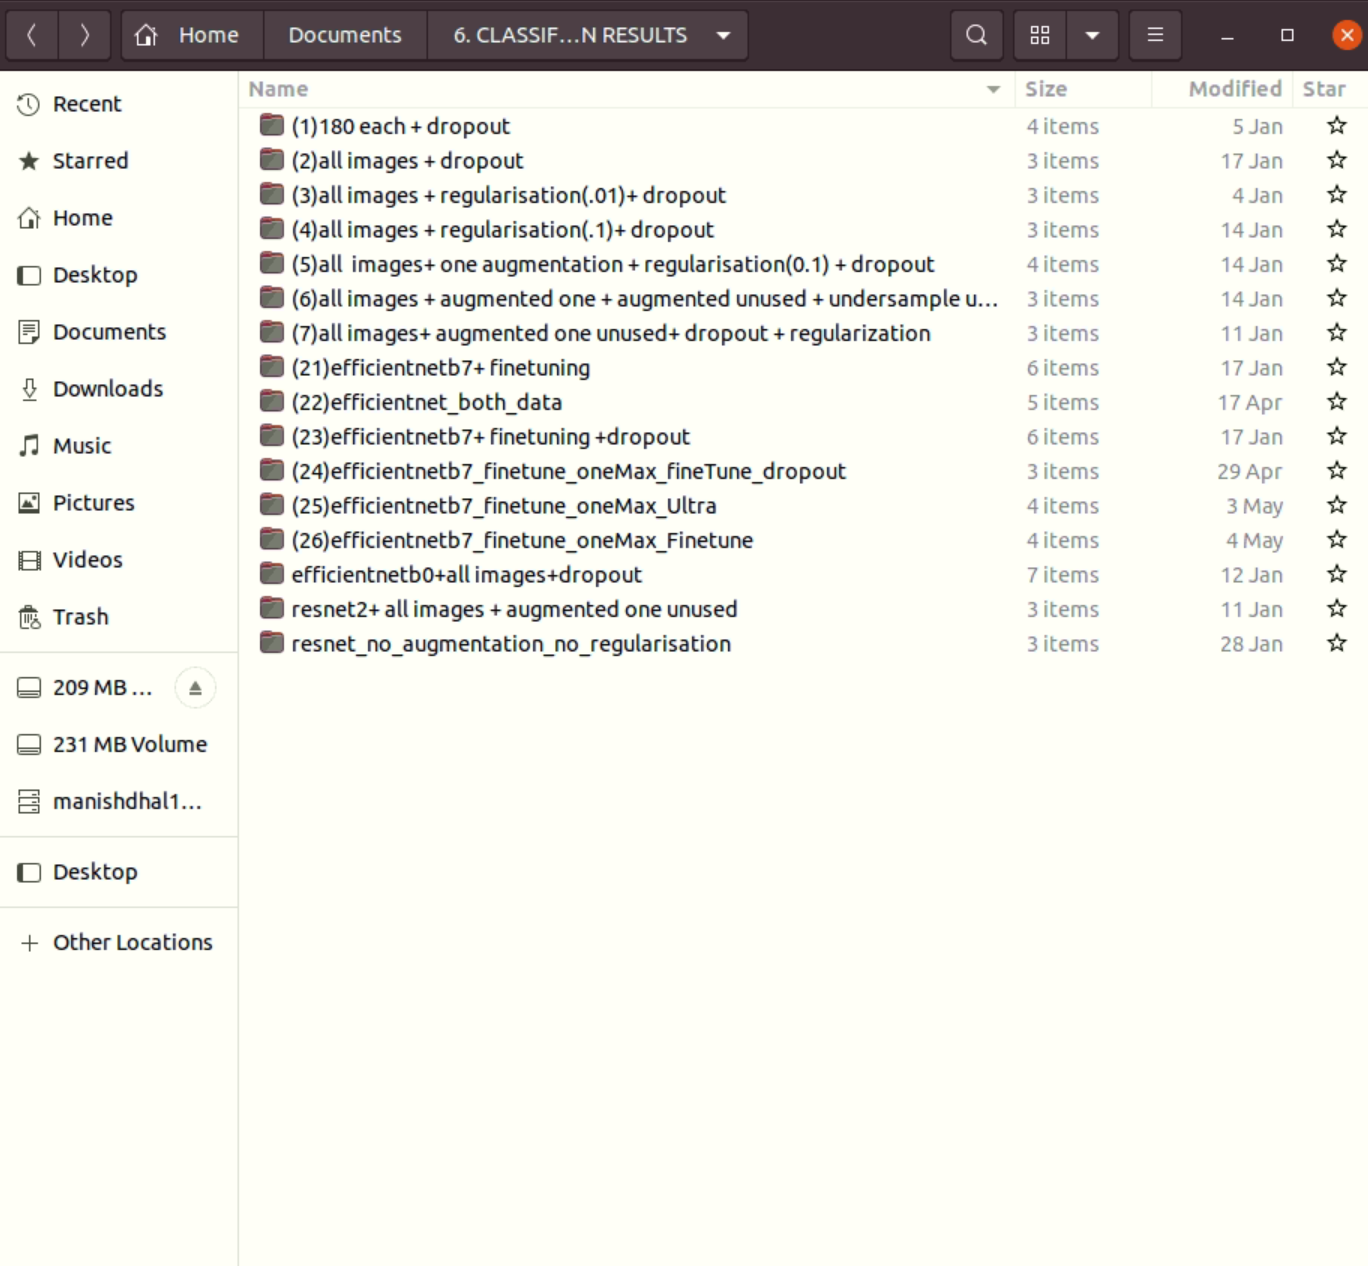 Home Documents 6. CLASSIF...N RESULTS
Name Size Modified Star
Recent
Starred
Home
Desktop
Documents
Downloads
Music
Pictures
Videos
Trash
209 MB ...
231 MB Volume
manishdhal1...
Desktop
Other Locations
(1)180 each + dropout 4 items 5 Jan
(2)all images + dropout 3 items 17 Jan
(3)all images + regularisation(.01)+ dropout 3 items 4 Jan
(4)all images + regularisation(.1)+ dropout 3 items 14 Jan
(5)all  images+ one augmentation + regularisation(0.1) + dropout 4 items 14 Jan
(6)all images + augmented one + augmented unused + undersample u... 3 items 14 Jan
(7)all images+ augmented one unused+ dropout + regularization 3 items 11 Jan
(21)efficientnetb7+ finetuning 6 items 17 Jan
(22)efficientnet_both_data 5 items 17 Apr
(23)efficientnetb7+ finetuning +dropout 6 items 17 Jan
(24)efficientnetb7_finetune_oneMax_fineTune_dropout 3 items 29 Apr
(25)efficientnetb7_finetune_oneMax_Ultra 4 items 3 May
(26)efficientnetb7_finetune_oneMax_Finetune 4 items 4 May
efficientnetb0+all images+dropout 7 items 12 Jan
resnet2+ all images + augmented one unused 3 items 11 Jan
resnet_no_augmentation_no_regularisation 3 items 28 Jan